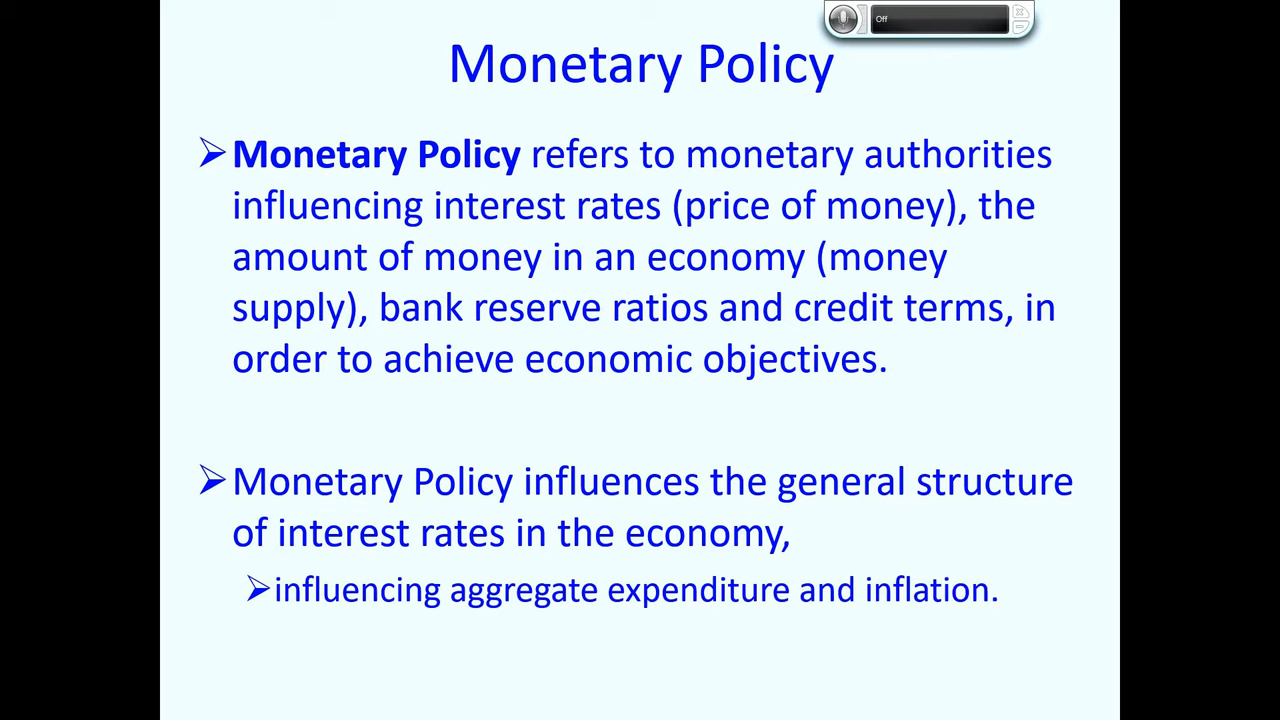 Off
Monetary Policy
➢Monetary Policy refers to monetary authorities
influencing interest rates (price of money), the
amount of money in an economy (money
supply), bank reserve ratios and credit terms, in
order to achieve economic objectives.
➢Monetary Policy influences the general structure
of interest rates in the economy,
➢influencing aggregate expenditure and inflation.